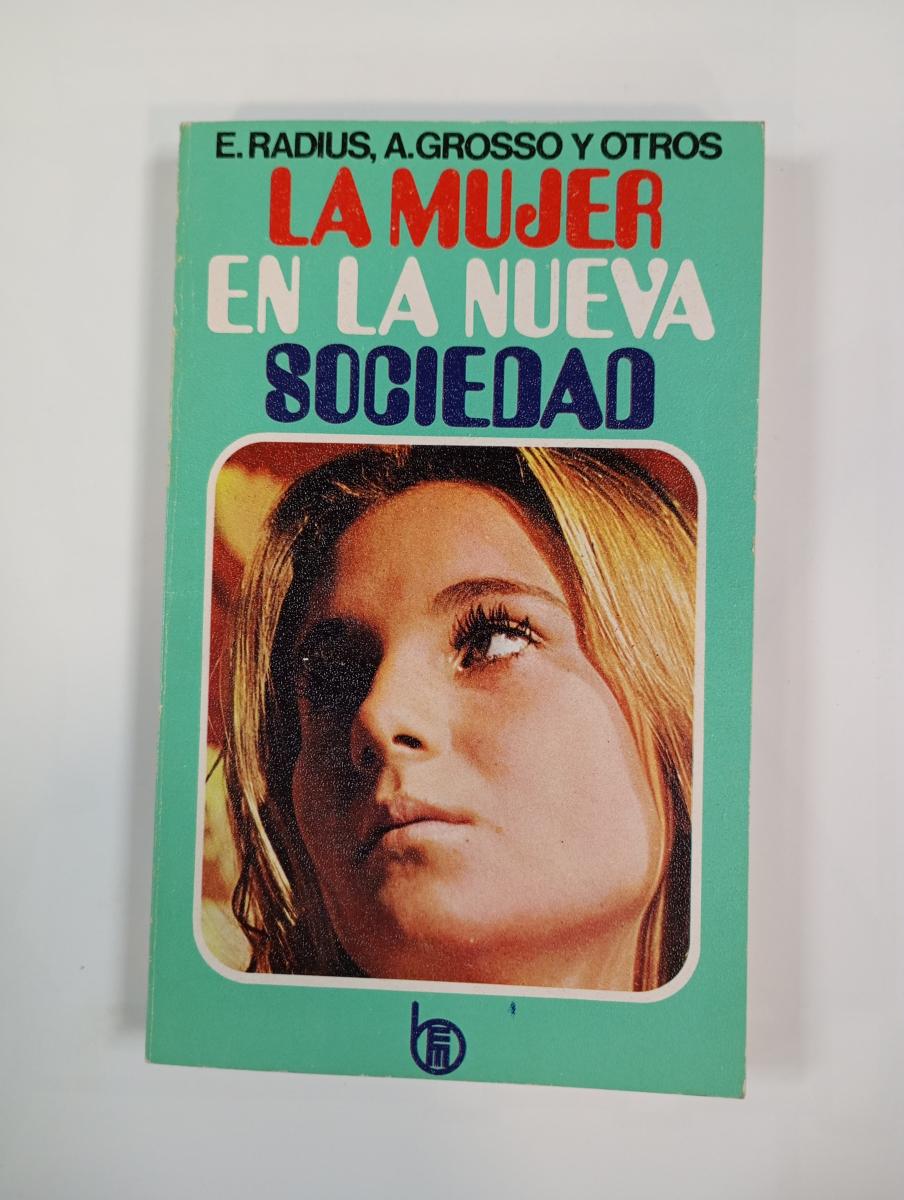 E. RADIUS, A. GROSSO Y OTROS
LA MUJER
EN LA NUEVA
SOCIEDAD